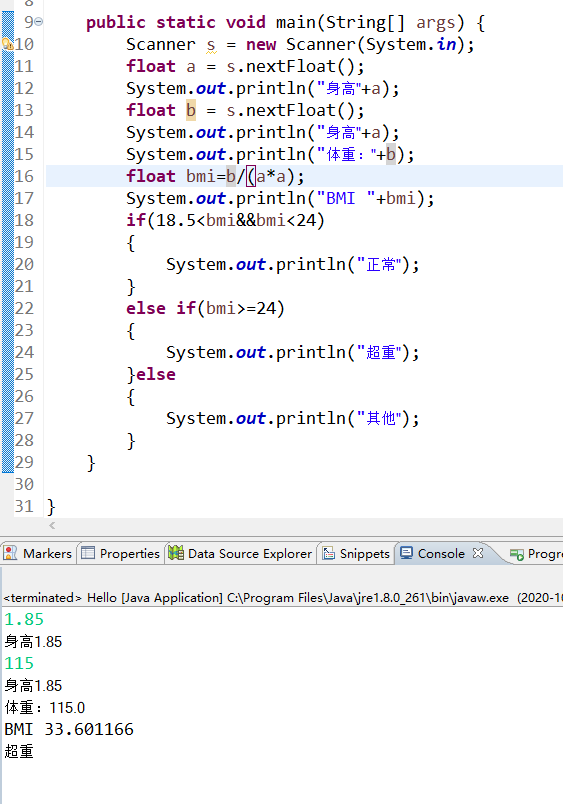 8
9 public static void main(String[] args) {
10 Scanner s = new Scanner(System.in);
11 float a = s.nextFloat();
12 System.out.println("身高"+a);
13 float b = s.nextFloat();
14 System.out.println("身高"+a);
15 System.out.println("体重："+b);
16 float bmi=b/(a*a);
17 System.out.println("BMI "+bmi);
18 if(18.5<bmi&&bmi<24)
19 {
20 System.out.println("正常");
21 }
22 else if(bmi>=24)
23 {
24 System.out.println("超重");
25 }else
26 {
27 System.out.println("其他");
28 }
29 }
30
31 }
Markers Properties Data Source Explorer Snippets Console Progr
<terminated> Hello [Java Application] C:\Program Files\Java\jre1.8.0_261\bin\javaw.exe (2020-10
1.85
身高1.85
115
身高1.85
体重：115.0
BMI 33.601166
超重